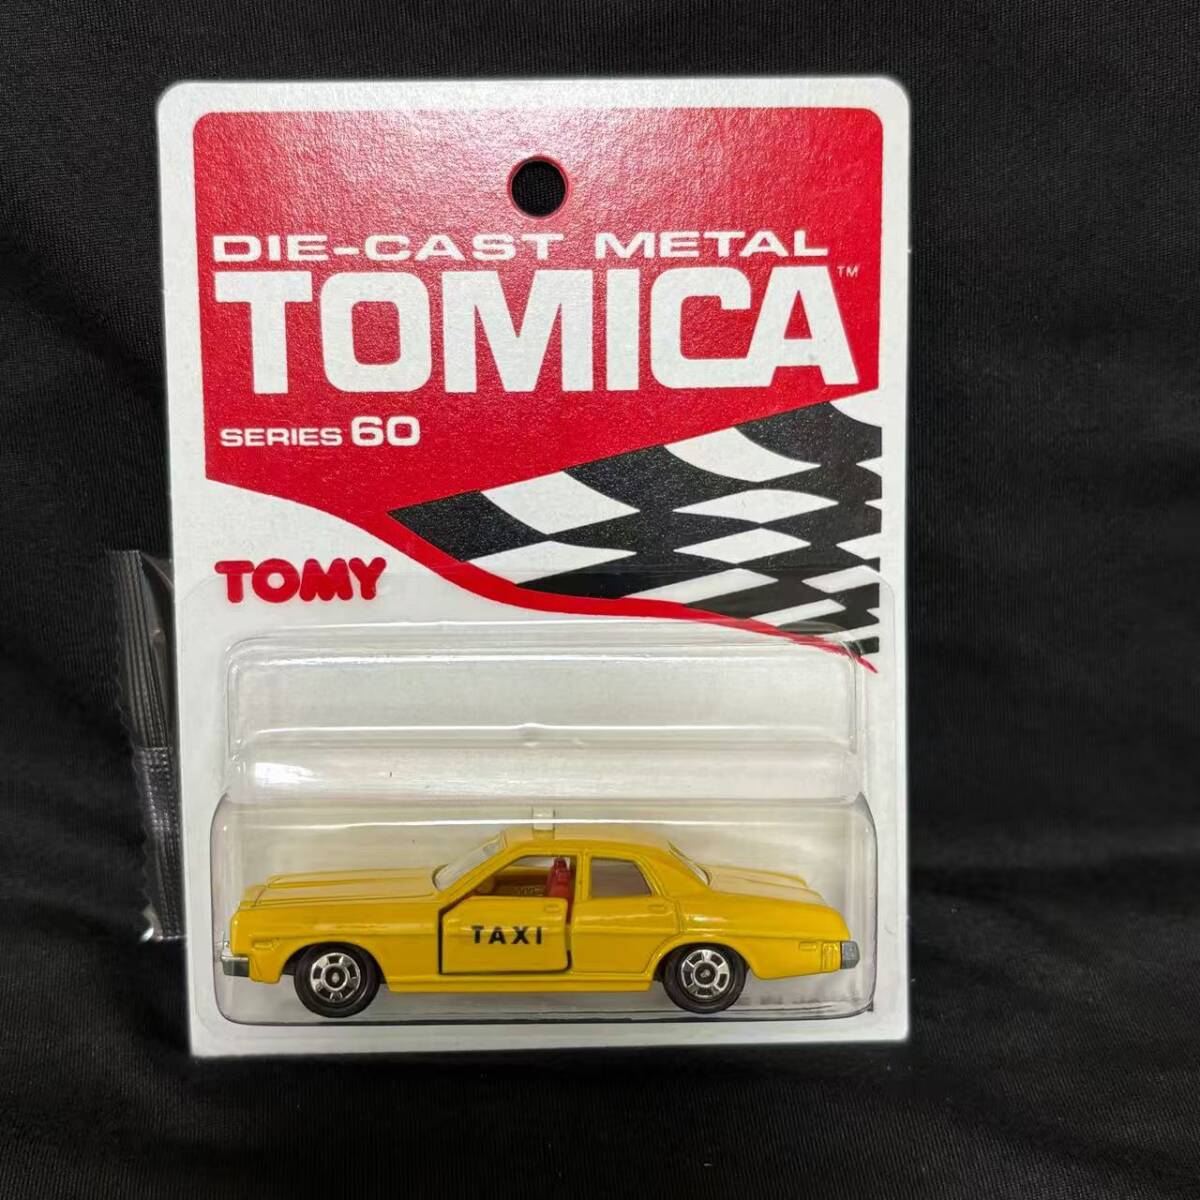 DIE-CAST METAL
TOMICA™
SERIES 60
TOMY
TAXI